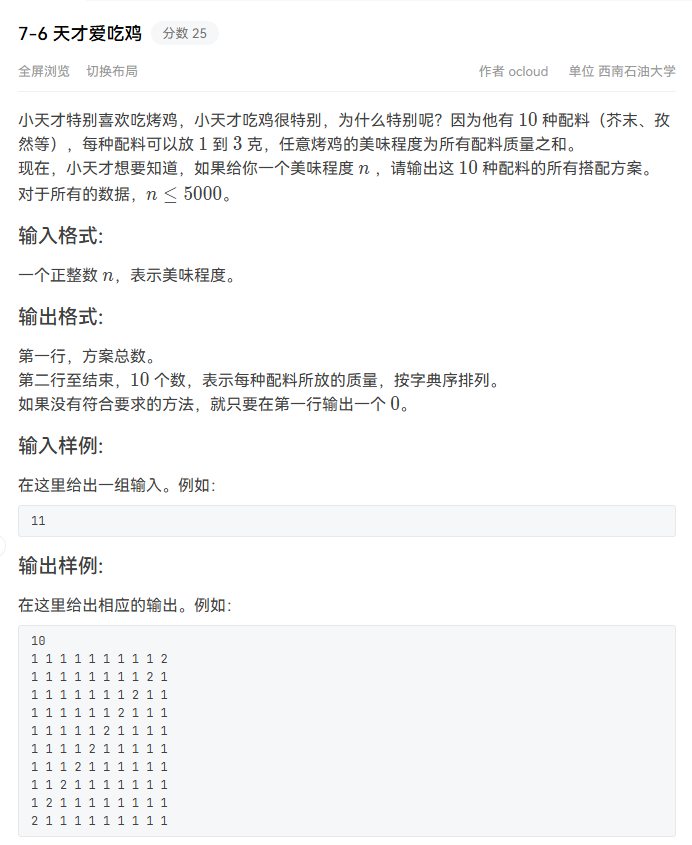 7-6 天才爱吃鸡 分数 25
全屏浏览 切换布局 作者 ocloud 单位 西南石油大学
小天才特别喜欢吃烤鸡，小天才吃鸡很特别，为什么特别呢？因为他有 10 种配料（芥末、孜
然等），每种配料可以放 1 到 3 克，任意烤鸡的美味程度为所有配料质量之和。
现在，小天才想要知道，如果给你一个美味程度 n ，请输出这 10 种配料的所有搭配方案。
对于所有的数据，n ≤ 5000。
输入格式:
一个正整数 n，表示美味程度。
输出格式:
第一行，方案总数。
第二行至结束，10 个数，表示每种配料所放的质量，按字典序排列。
如果没有符合要求的方法，就只要在第一行输出一个 0。
输入样例:
在这里给出一组输入。例如:
11
输出样例:
在这里给出相应的输出。例如:
10
1 1 1 1 1 1 1 1 1 2
1 1 1 1 1 1 1 1 2 1
1 1 1 1 1 1 1 2 1 1
1 1 1 1 1 1 2 1 1 1
1 1 1 1 1 2 1 1 1 1
1 1 1 1 2 1 1 1 1 1
1 1 1 2 1 1 1 1 1 1
1 1 2 1 1 1 1 1 1 1
1 2 1 1 1 1 1 1 1 1
2 1 1 1 1 1 1 1 1 1